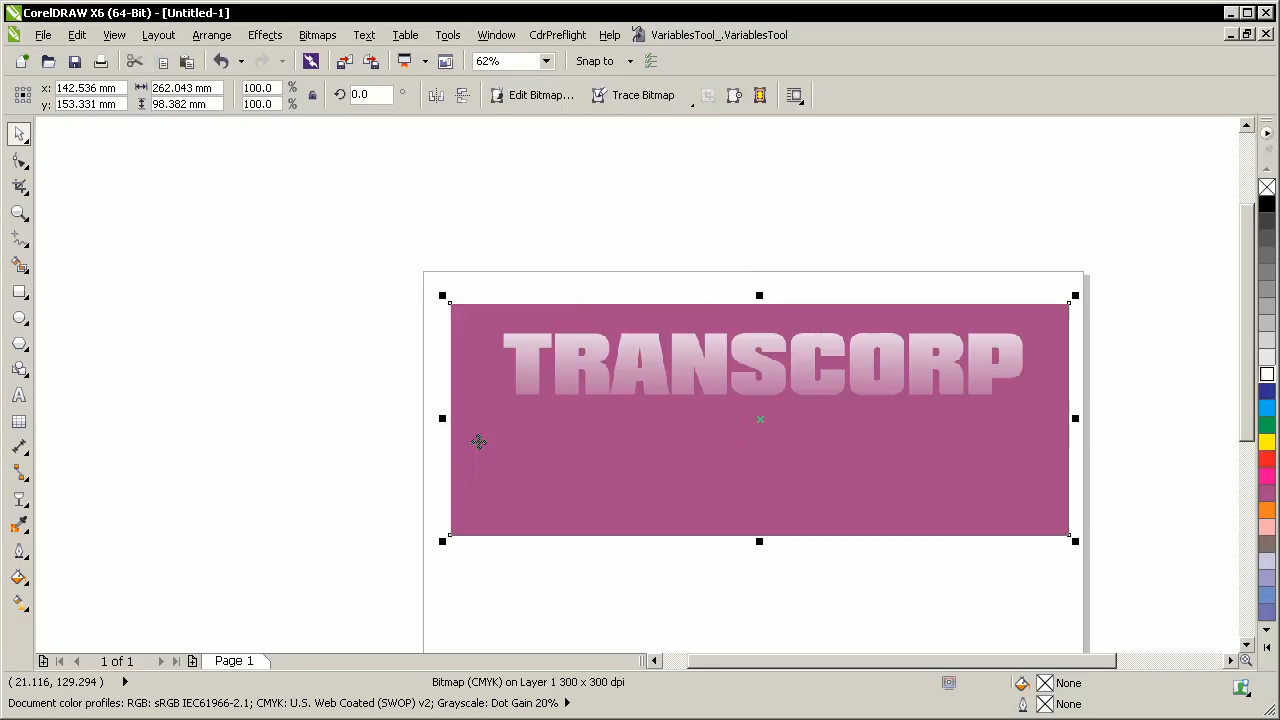 CorelDRAW X6 (64-Bit) - [Untitled-1]
File Edit View Layout Arrange Effects Bitmaps Text Table Tools Window CdrPreflight Help VariablesTool_.VariablesTool
62% Snap to
x: 142.536 mm 262.043 mm 100.0 %
y: 153.331 mm 98.382 mm 100.0 %
0.0 ° Edit Bitmap... Trace Bitmap
TRANSCORP
1 of 1 Page 1
(21.116, 129.294) Bitmap (CMYK) on Layer 1 300 x 300 dpi None
Document color profiles: RGB: sRGB IEC61966-2.1; CMYK: U.S. Web Coated (SWOP) v2; Grayscale: Dot Gain 20% None